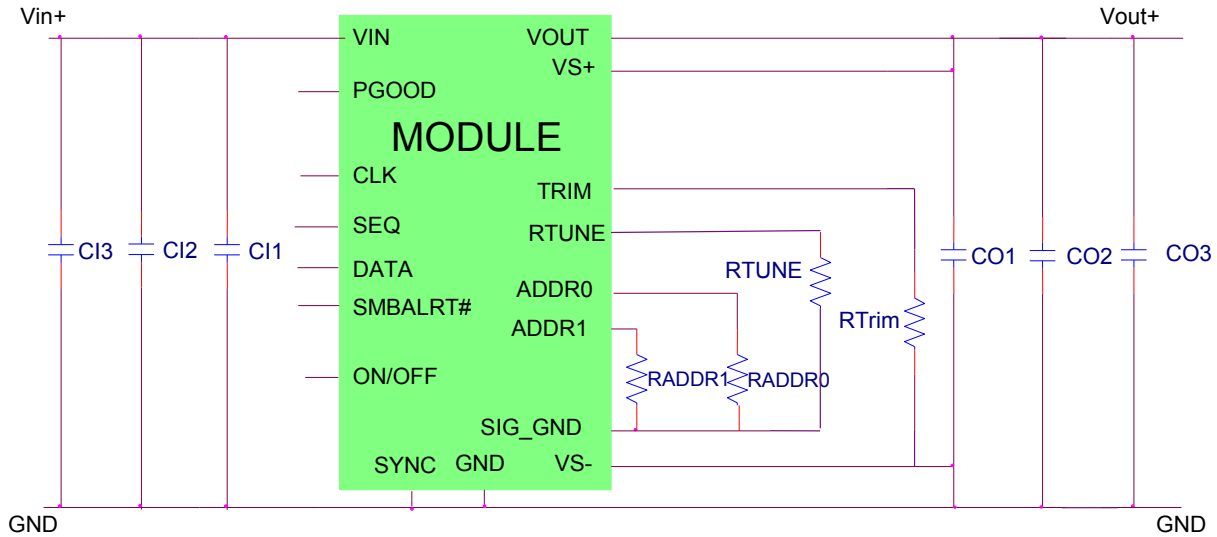 Vin+
Vout+
VIN
VOUT
VS+
PGOOD
MODULE
CLK
TRIM
SEQ
RTUNE
CI3
CI2
CI1
CO1
CO2
CO3
DATA
RTUNE
ADDR0
SMBALRT#
ADDR1
RTrim
ON/OFF
RADDR1
RADDR0
SIG_GND
SYNC
GND
VS-
GND
GND